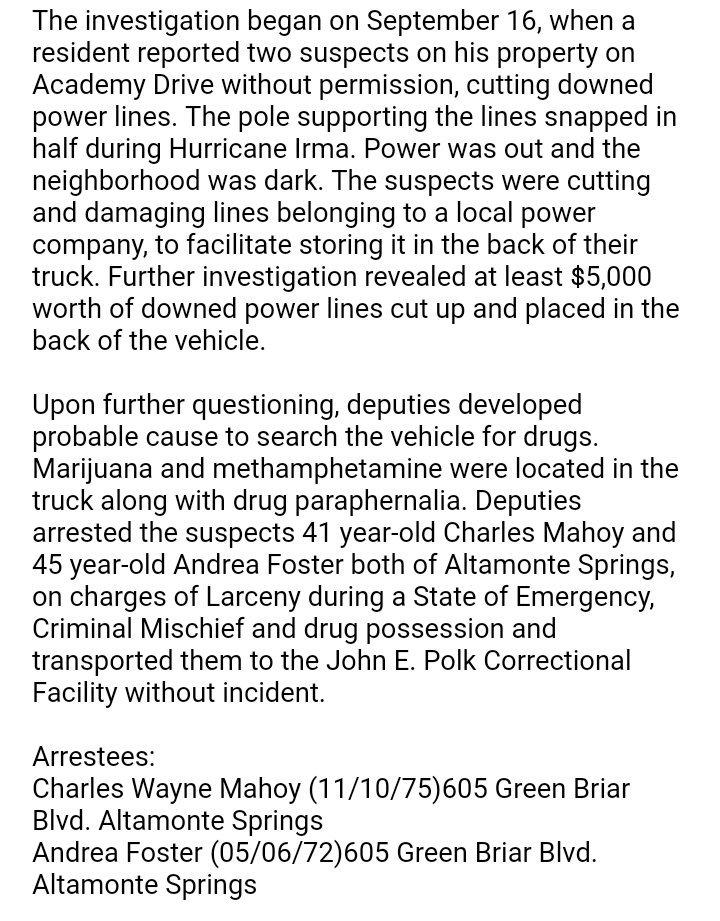 The investigation began on September 16, when a
resident reported two suspects on his property on
Academy Drive without permission, cutting downed
power lines. The pole supporting the lines snapped in
half during Hurricane Irma. Power was out and the
neighborhood was dark. The suspects were cutting
and damaging lines belonging to a local power
company, to facilitate storing it in the back of their
truck. Further investigation revealed at least $5,000
worth of downed power lines cut up and placed in the
back of the vehicle.
Upon further questioning, deputies developed
probable cause to search the vehicle for drugs.
Marijuana and methamphetamine were located in the
truck along with drug paraphernalia. Deputies
arrested the suspects 41 year-old Charles Mahoy and
45 year-old Andrea Foster both of Altamonte Springs,
on charges of Larceny during a State of Emergency,
Criminal Mischief and drug possession and
transported them to the John E. Polk Correctional
Facility without incident.
Arrestees:
Charles Wayne Mahoy (11/10/75)605 Green Briar
Blvd. Altamonte Springs
Andrea Foster (05/06/72)605 Green Briar Blvd.
Altamonte Springs